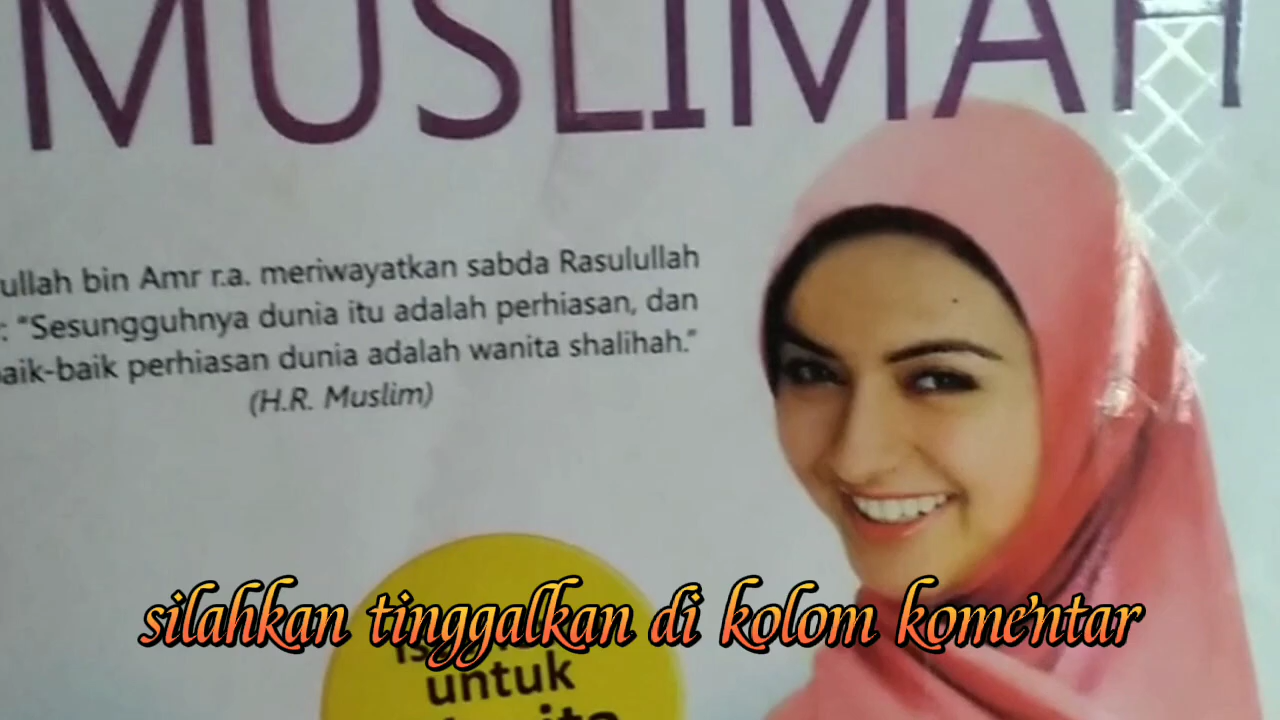 MUSLIMAH
ullah bin Amr r.a. meriwayatkan sabda Rasulullah
: “Sesungguhnya dunia itu adalah perhiasan, dan
aik-baik perhiasan dunia adalah wanita shalihah.”
(H.R. Muslim)
silahkan tinggalkan di kolom komentar
untuk